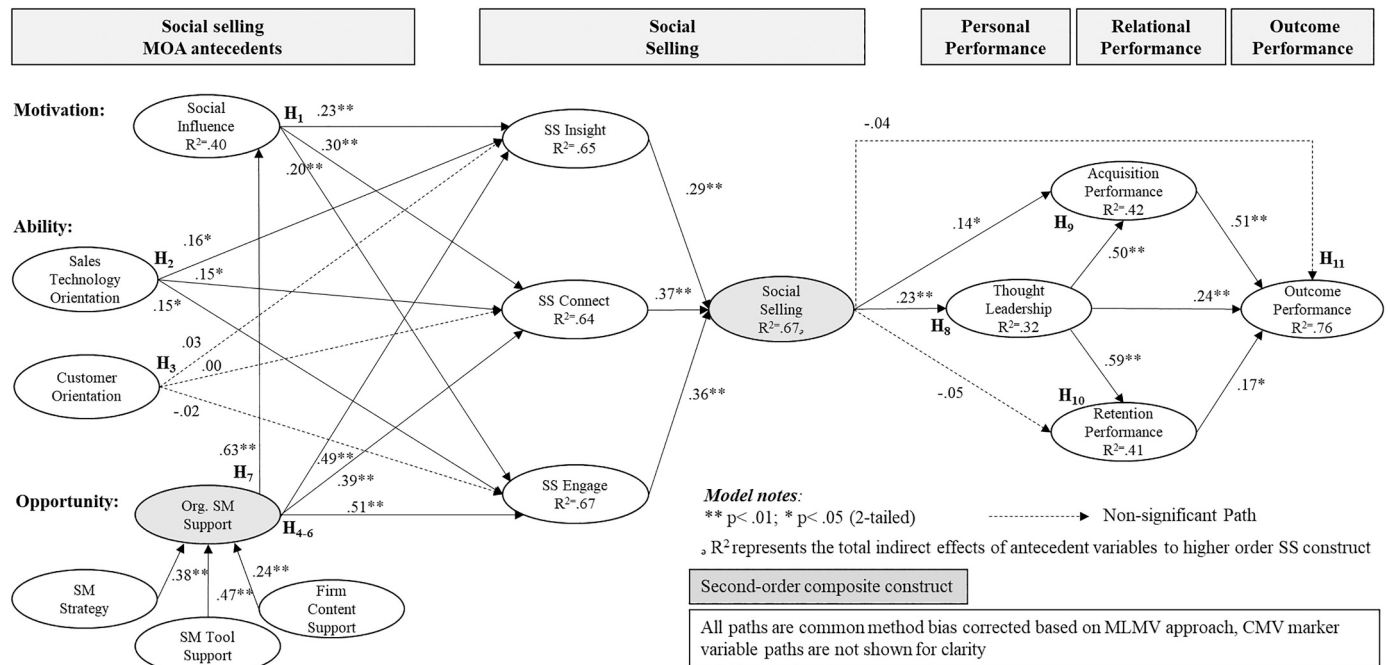 Social selling
MOA antecedents
Social
Selling
Personal
Performance
Relational
Performance
Outcome
Performance
Motivation:
Social
Influence
R²=.40
H₁
.23**
.30**
.20**
SS Insight
R²=.65
-.04
Acquisition
Performance
R²=.42
H₉
.29**
.14*
.51**
Ability:
Sales
Technology
Orientation
H₂
.16*
.15*
.15*
SS Connect
R²=.64
.37**
Social
Selling
R²=.67ₐ
.23**
H₈
Thought
Leadership
R²=.32
.50**
.24**
H₁₁
Outcome
Performance
R²=.76
Customer
Orientation
H₃
.03
.00
-.02
.36**
-.05
.59**
H₁₀
.17*
Retention
Performance
R²=.41
.63**
H₇
.49**
.39**
.51**
SS Engage
R²=.67
Opportunity:
Org. SM
Support
H₄₋₆
.38**
.47**
.24**
SM
Strategy
SM Tool
Support
Firm
Content
Support
Model notes:
** p< .01; * p< .05 (2-tailed)
Non-significant Path
ₐ R² represents the total indirect effects of antecedent variables to higher order SS construct
Second-order composite construct
All paths are common method bias corrected based on MLMV approach, CMV marker
variable paths are not shown for clarity